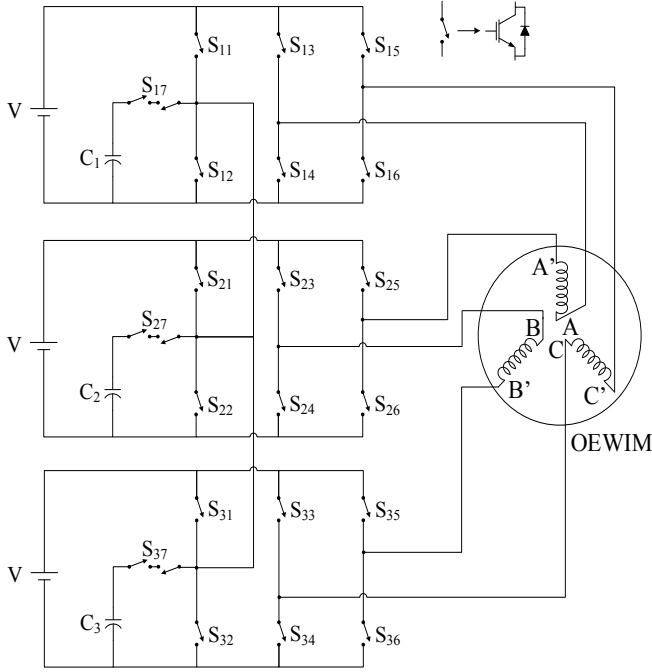 S11 S13 S15
S17
V
C1
S12 S14 S16
S21 S23 S25
A'
S27
V
B A
C
C2
B' C'
S22 S24 S26
OEWIM
S31 S33 S35
S37
V
C3
S32 S34 S36